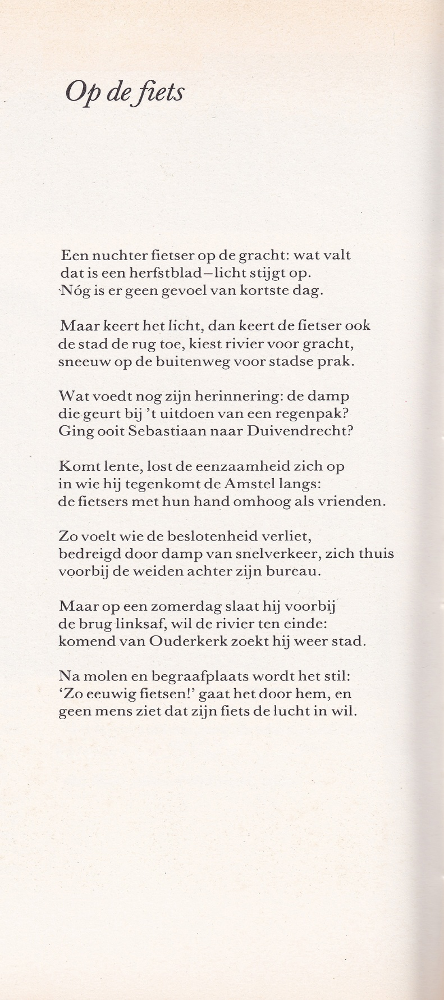 Op de fiets
Een nuchter fietser op de gracht: wat valt
dat is een herfstblad–licht stijgt op.
Nóg is er geen gevoel van kortste dag.
Maar keert het licht, dan keert de fietser ook
de stad de rug toe, kiest rivier voor gracht,
sneeuw op de buitenweg voor stadse prak.
Wat voedt nog zijn herinnering: de damp
die geurt bij ’t uitdoen van een regenpak?
Ging ooit Sebastiaan naar Duivendrecht?
Komt lente, lost de eenzaamheid zich op
in wie hij tegenkomt de Amstel langs:
de fietsers met hun hand omhoog als vrienden.
Zo voelt wie de beslotenheid verliet,
bedreigd door damp van snelverkeer, zich thuis
voorbij de weiden achter zijn bureau.
Maar op een zomerdag slaat hij voorbij
de brug linksaf, wil de rivier ten einde:
komend van Ouderkerk zoekt hij weer stad.
Na molen en begraafplaats wordt het stil:
‘Zo eeuwig fietsen!’ gaat het door hem, en
geen mens ziet dat zijn fiets de lucht in wil.